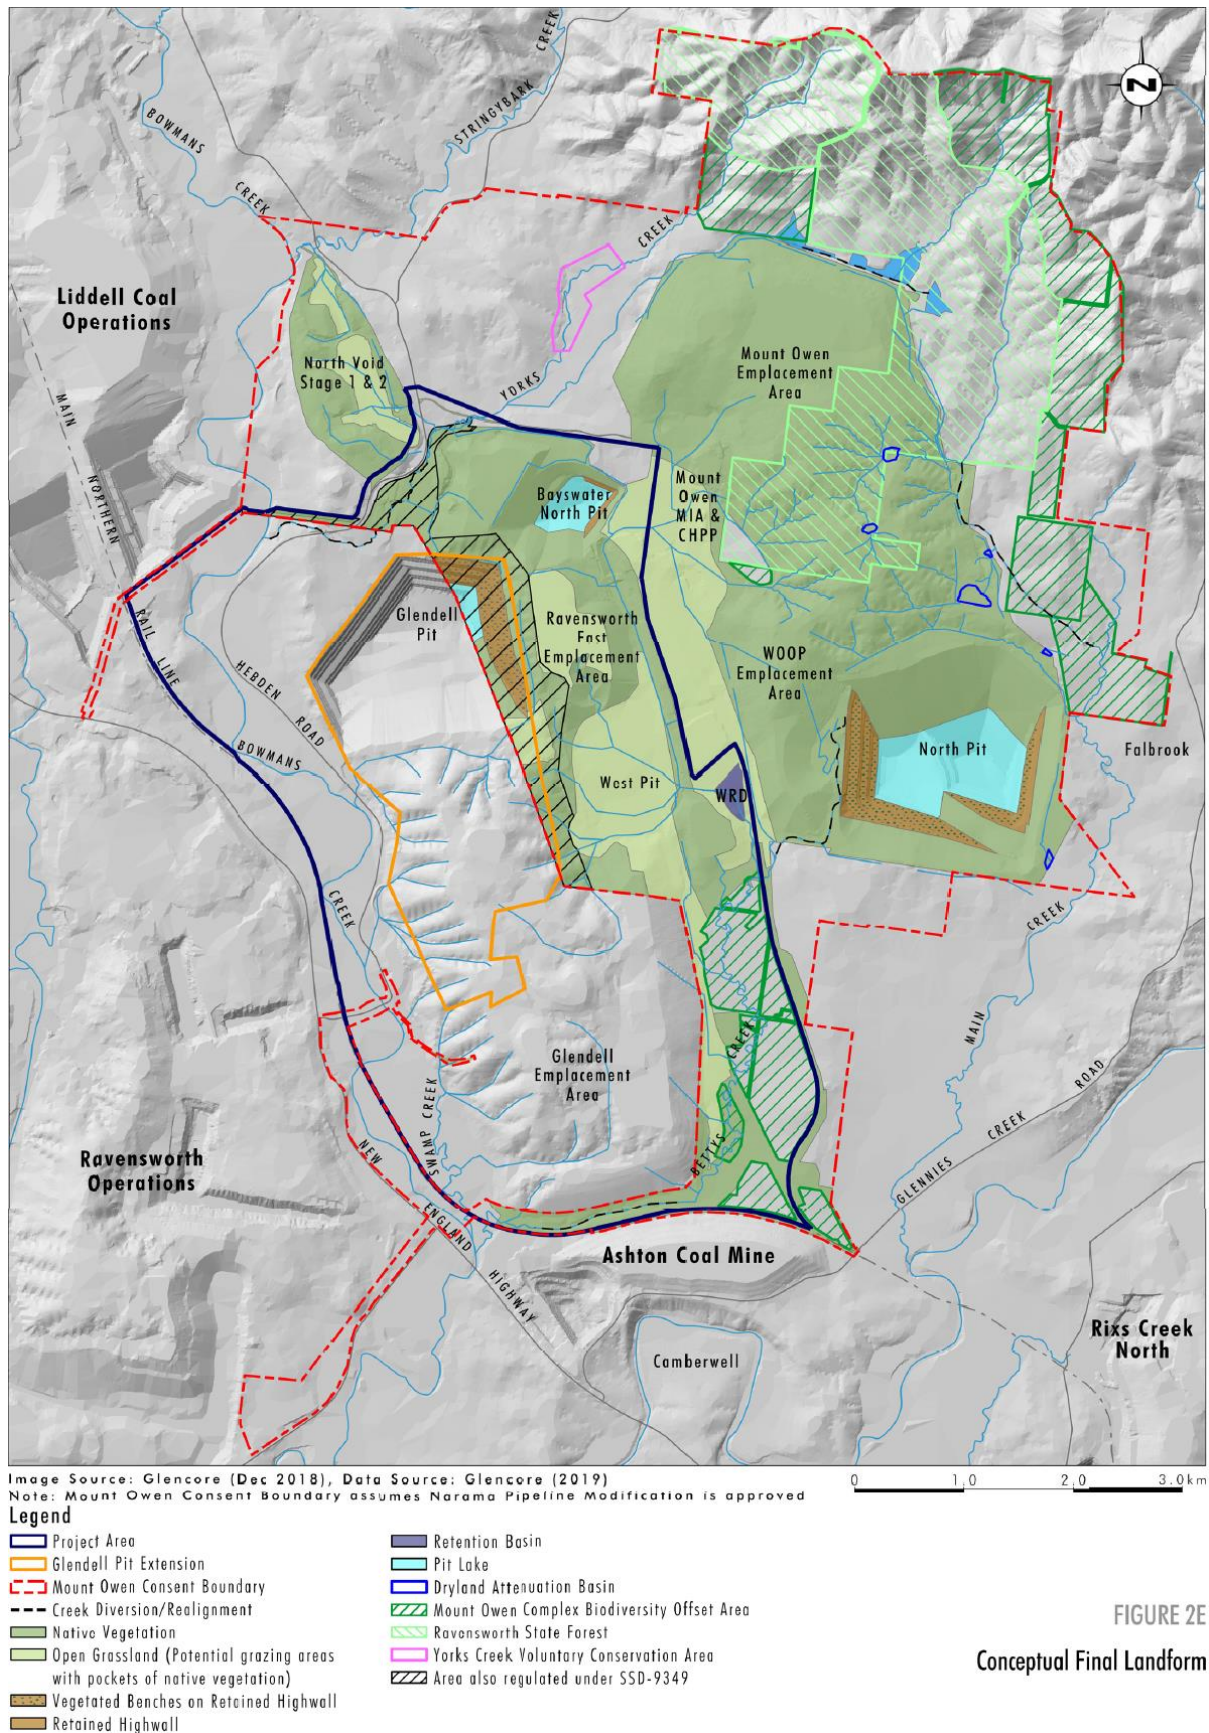 BOWMANS
CREEK
STRINGYBARK
CREEK
N
Liddell Coal
Operations
CREEK
YORKS
North Void
Stage 1 & 2
Mount Owen
Emplacement
Area
MAIN
NORTHERN
RAIL LINE
Bayswater
North Pit
Mount
Owen
MIA &
CHPP
Glendell
Pit
Ravensworth
East
Emplacement
Area
WOOP
Emplacement
Area
HEBDEN
ROAD
BOWMANS
CREEK
West Pit
WRD
North Pit
Falbrook
CREEK
MAIN
CREEK
ROAD
CREEK
GLENNIES
Glendell
Emplacement
Area
SWAMP CREEK
BETTYS
Ravensworth
Operations
NEW
ENGLAND
HIGHWAY
Ashton Coal Mine
Camberwell
Rixs Creek
North
Image Source: Glencore (Dec 2018), Data Source: Glencore (2019)
Note: Mount Owen Consent Boundary assumes Narama Pipeline Modification is approved
0 1.0 2.0 3.0km
Legend
Project Area
Glendell Pit Extension
Mount Owen Consent Boundary
Creek Diversion/Realignment
Native Vegetation
Open Grassland (Potential grazing areas
with pockets of native vegetation)
Vegetated Benches on Retained Highwall
Retained Highwall
Retention Basin
Pit Lake
Dryland Attenuation Basin
Mount Owen Complex Biodiversity Offset Area
Ravensworth State Forest
Yorks Creek Voluntary Conservation Area
Area also regulated under SSD-9349
FIGURE 2E
Conceptual Final Landform